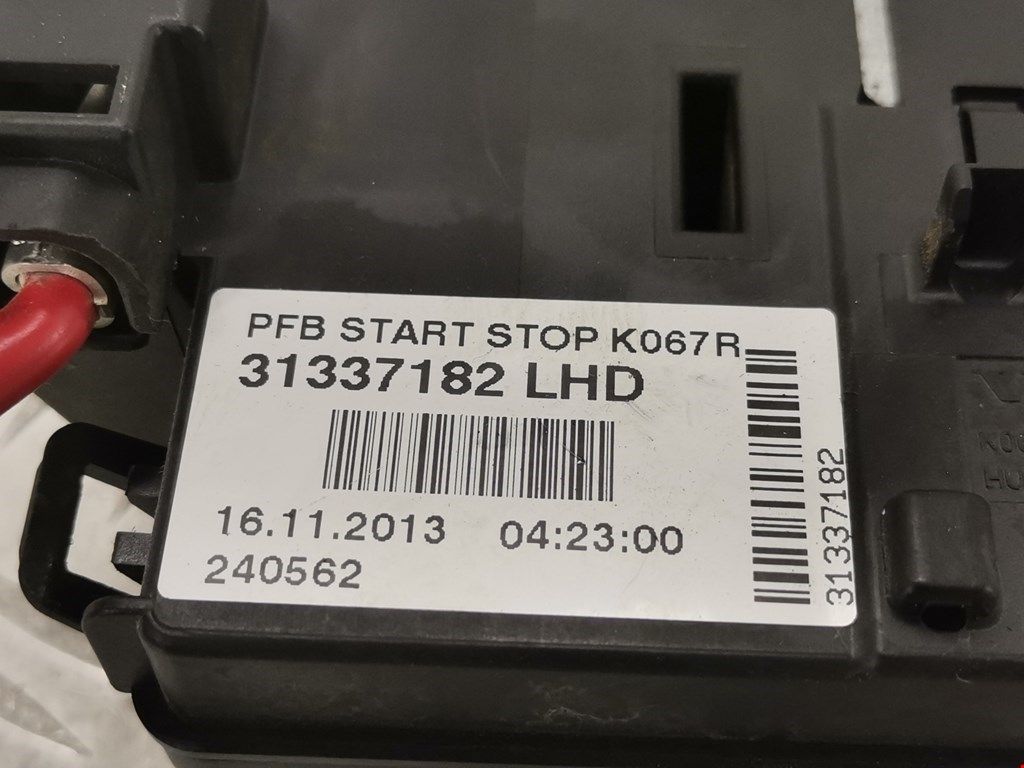 PFB START STOP K067R
31337182 LHD
16.11.2013 04:23:00
240562
31337182